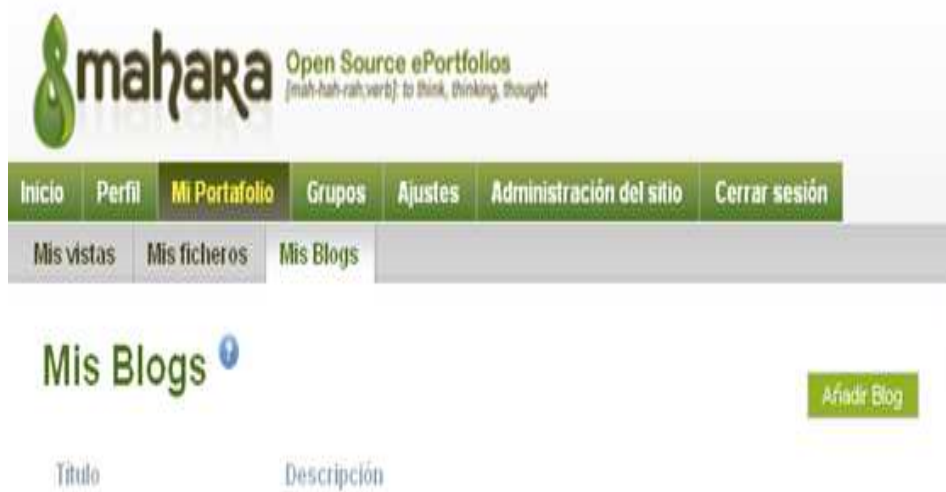 mahara Open Source ePortfolios
[mah-hah-rah;verb]: to think, thinking, thought
Inicio Perfil Mi Portafolio Grupos Ajustes Administración del sitio Cerrar sesión
Mis vistas Mis ficheros Mis Blogs
Mis Blogs ?
Añadir Blog
Título Descripción